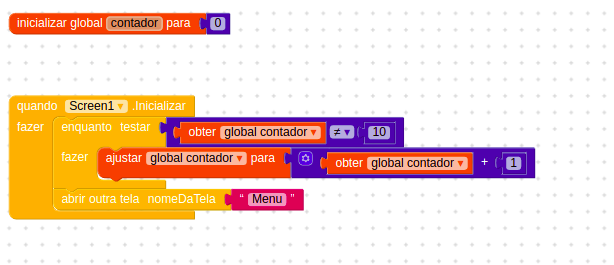 inicializar global contador para 0
quando Screen1 .Inicializar
fazer enquanto testar obter global contador ≠ 10
fazer ajustar global contador para obter global contador + 1
abrir outra tela nomeDaTela “ Menu ”